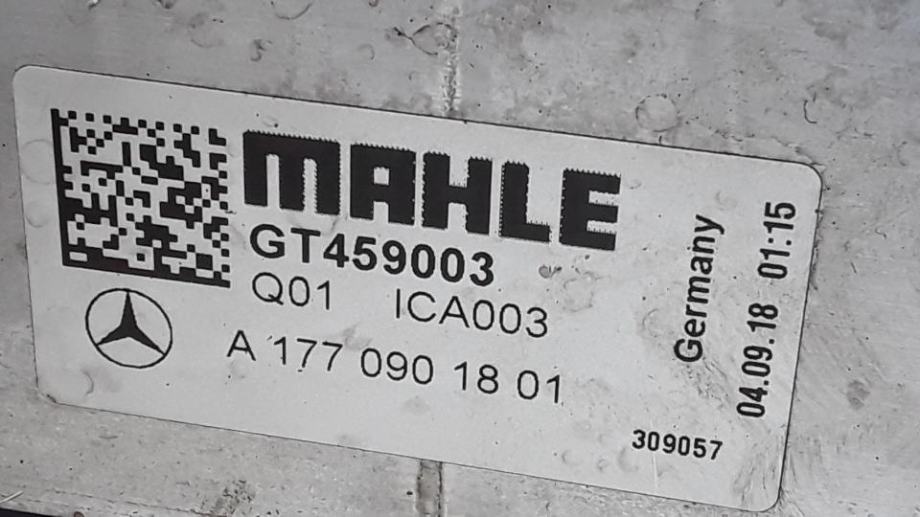 MAHLE
GT459003
Q01 ICA003
A 177 090 18 01
Germany
04.09.18 01:15
309057